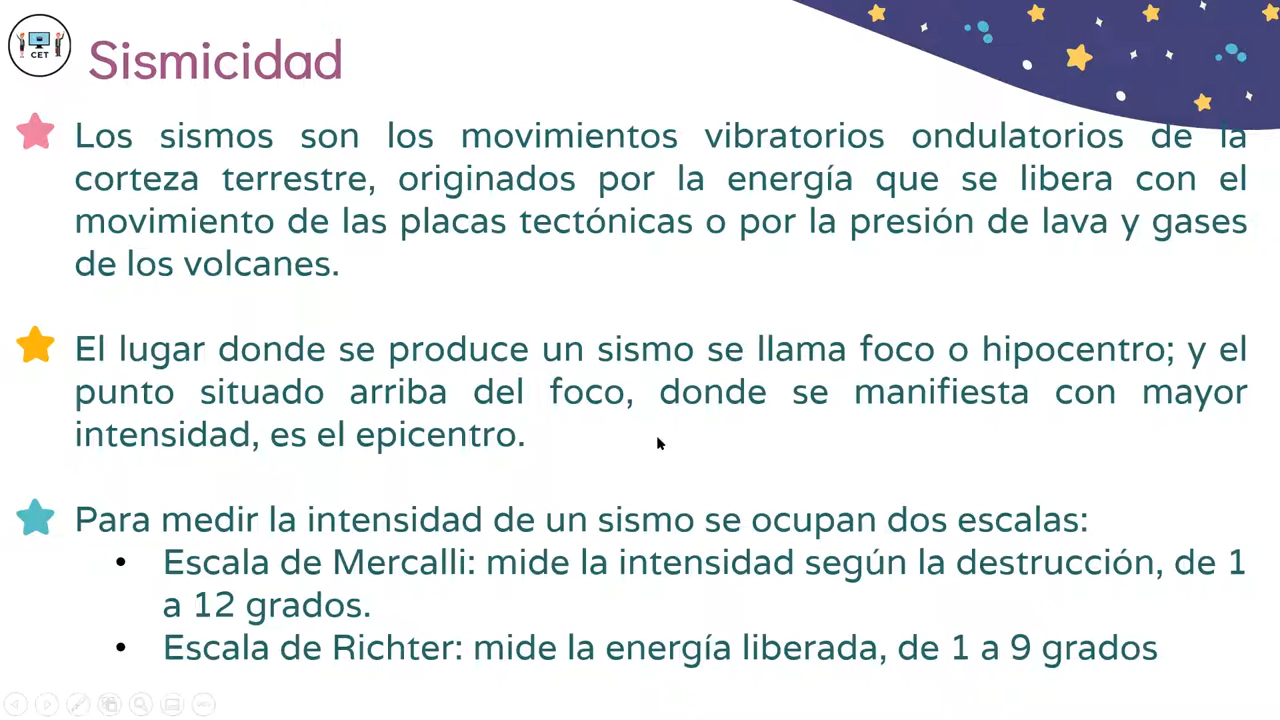 CET
Sismicidad
Los sismos son los movimientos vibratorios ondulatorios de la
corteza terrestre, originados por la energía que se libera con el
movimiento de las placas tectónicas o por la presión de lava y gases
de los volcanes.
El lugar donde se produce un sismo se llama foco o hipocentro; y el
punto situado arriba del foco, donde se manifiesta con mayor
intensidad, es el epicentro.
Para medir la intensidad de un sismo se ocupan dos escalas:
• Escala de Mercalli: mide la intensidad según la destrucción, de 1
a 12 grados.
• Escala de Richter: mide la energía liberada, de 1 a 9 grados